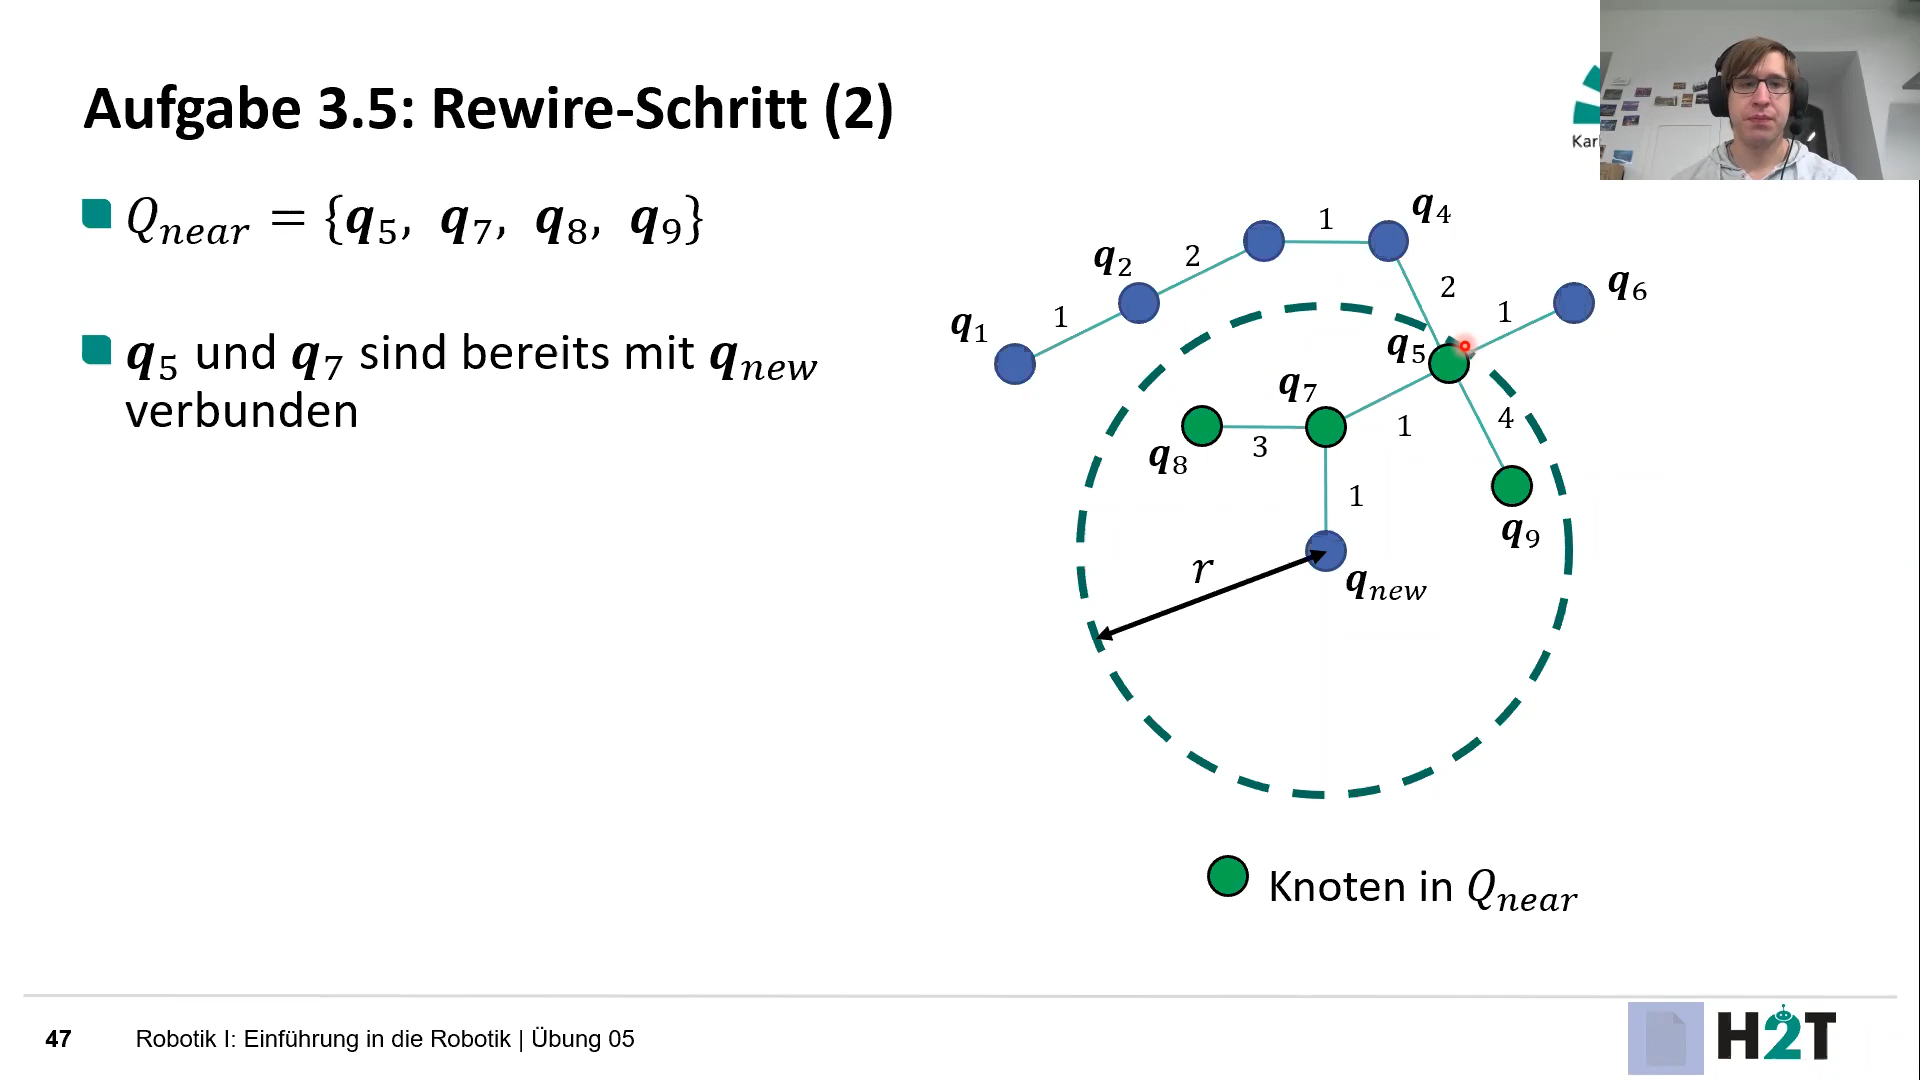 Aufgabe 3.5: Rewire-Schritt (2)
Q_near = {q_5, q_7, q_8, q_9}
q_5 und q_7 sind bereits mit q_new
verbunden
Kar
q_1
1
q_2
2
1
q_4
2
1
q_6
q_5
q_7
1
4
q_8
3
1
q_9
r
q_new
Knoten in Q_near
47
Robotik I: Einführung in die Robotik | Übung 05
H2T